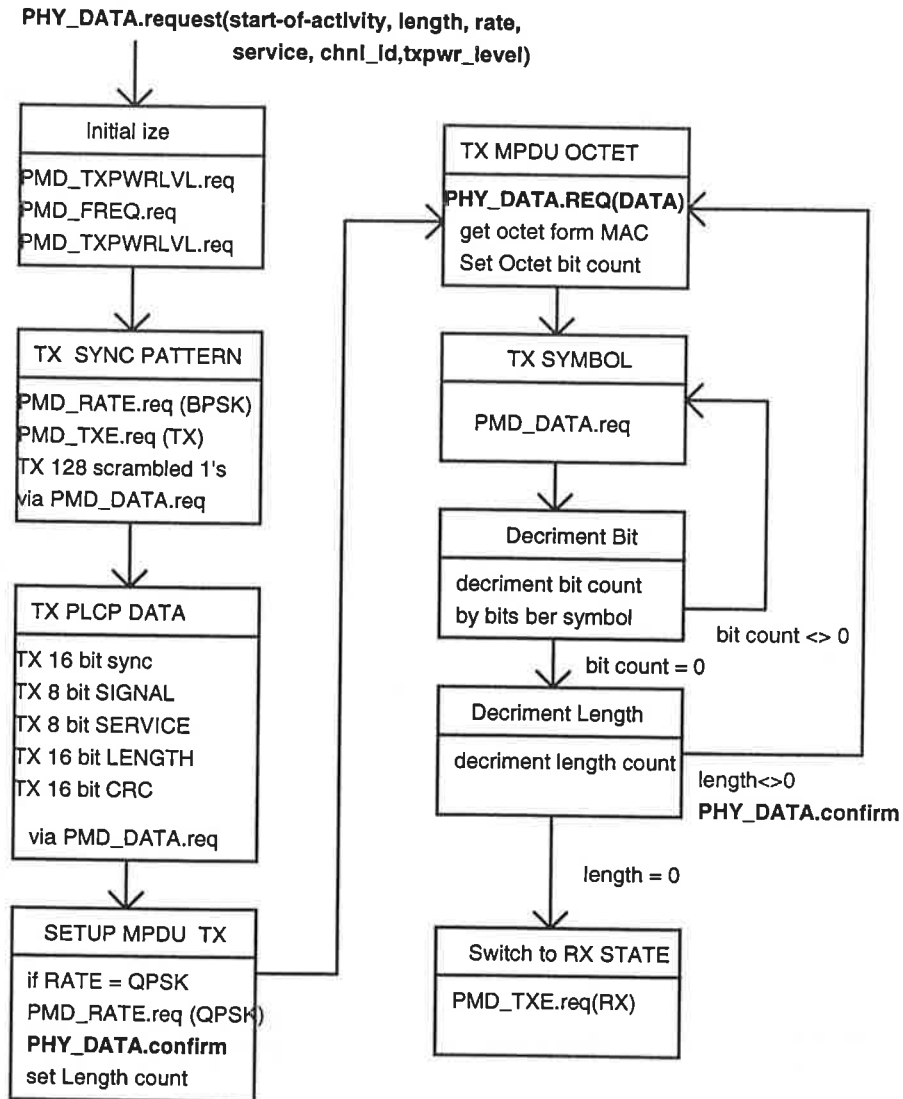 PHY_DATA.request(start-of-activity, length, rate,
service, chnl_id,txpwr_level)
Initial ize
PMD_TXPWRLVL.req
PMD_FREQ.req
PMD_TXPWRLVL.req
TX SYNC PATTERN
PMD_RATE.req (BPSK)
PMD_TXE.req (TX)
TX 128 scrambled 1's
via PMD_DATA.req
TX PLCP DATA
TX 16 bit sync
TX 8 bit SIGNAL
TX 8 bit SERVICE
TX 16 bit LENGTH
TX 16 bit CRC
via PMD_DATA.req
SETUP MPDU TX
if RATE = QPSK
PMD_RATE.req (QPSK)
PHY_DATA.confirm
set Length count
TX MPDU OCTET
PHY_DATA.REQ(DATA)
get octet form MAC
Set Octet bit count
TX SYMBOL
PMD_DATA.req
Decriment Bit
decriment bit count
by bits ber symbol
bit count <> 0
bit count = 0
Decriment Length
decriment length count
length<>0
PHY_DATA.confirm
length = 0
Switch to RX STATE
PMD_TXE.req(RX)